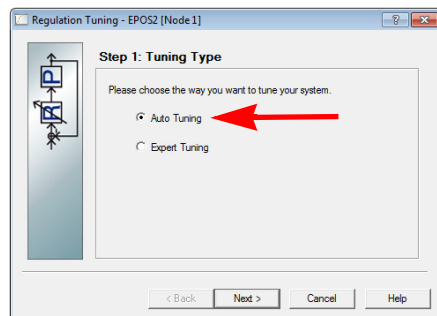 Regulation Tuning - EPOS2 [Node 1]
Step 1: Tuning Type
Please choose the way you want to tune your system.
Auto Tuning
Expert Tuning
P
R
< Back Next > Cancel Help